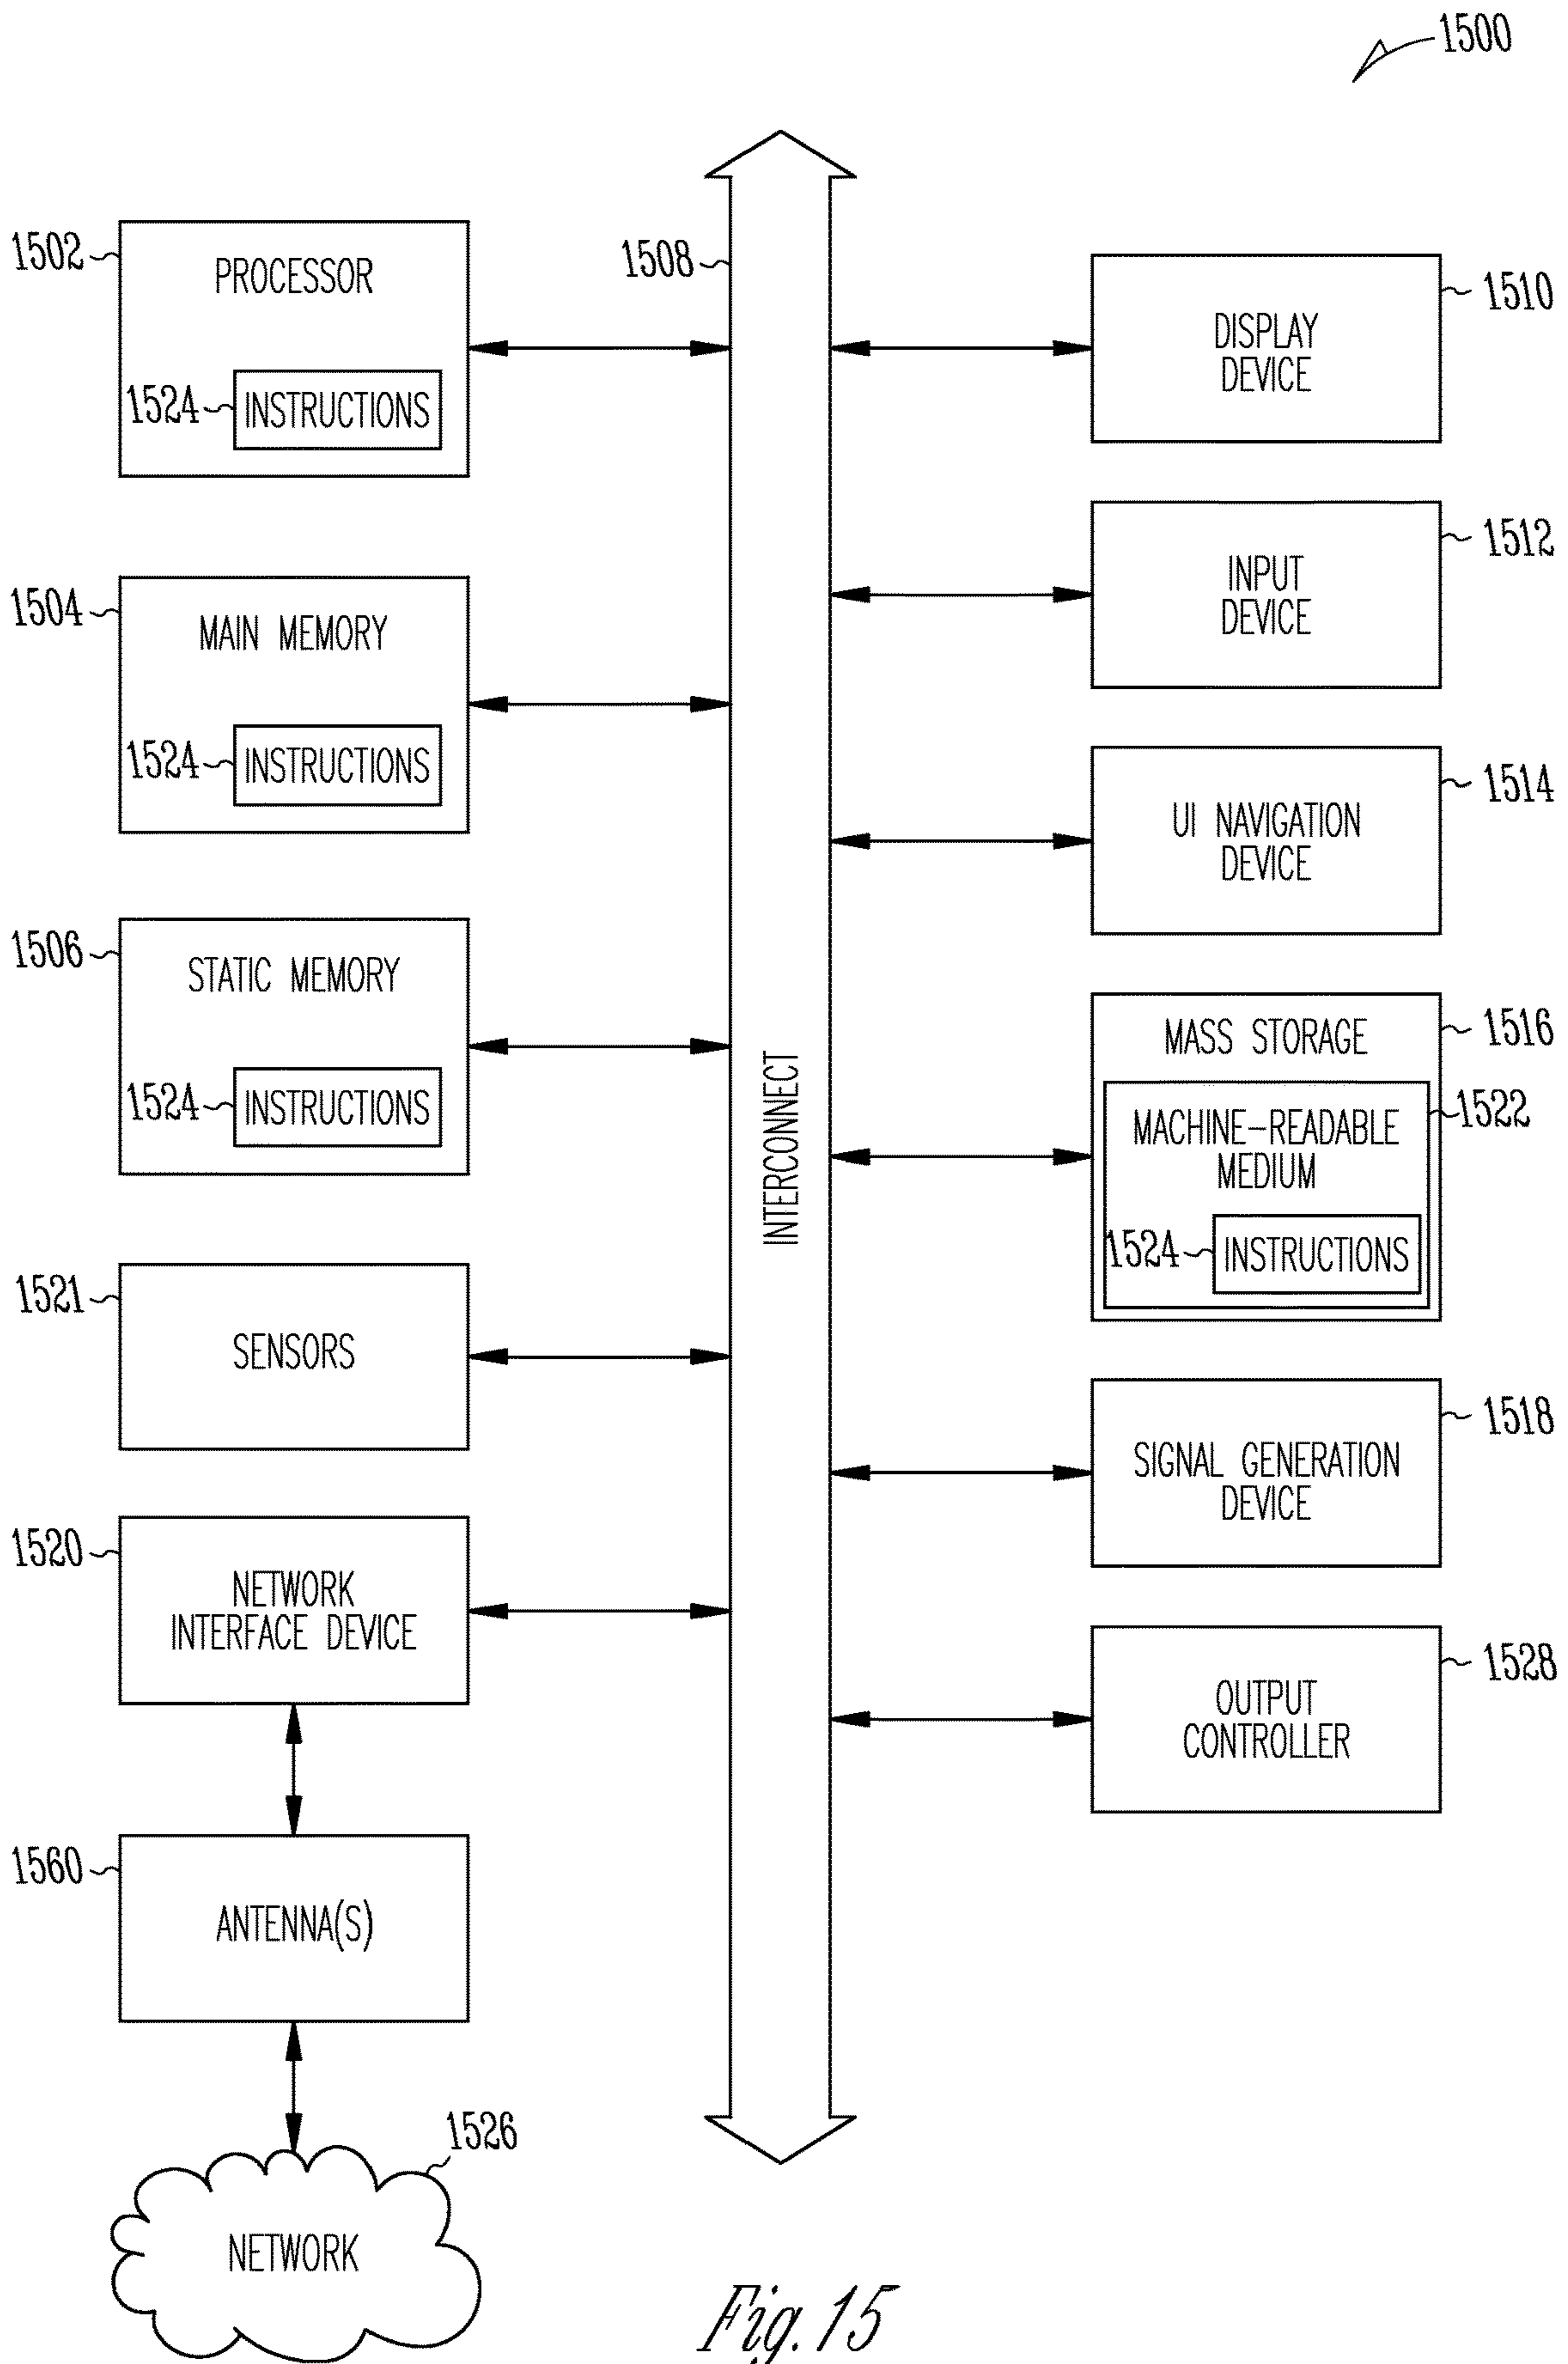 1500
1502
PROCESSOR
1524
INSTRUCTIONS
1504
MAIN MEMORY
1524
INSTRUCTIONS
1506
STATIC MEMORY
1524
INSTRUCTIONS
1521
SENSORS
1520
NETWORK
INTERFACE DEVICE
1560
ANTENNA(S)
1526
NETWORK
1508
INTERCONNECT
1510
DISPLAY
DEVICE
1512
INPUT
DEVICE
1514
UI NAVIGATION
DEVICE
1516
MASS STORAGE
1522
MACHINE-READABLE
MEDIUM
1524
INSTRUCTIONS
1518
SIGNAL GENERATION
DEVICE
1528
OUTPUT
CONTROLLER
Fig. 15